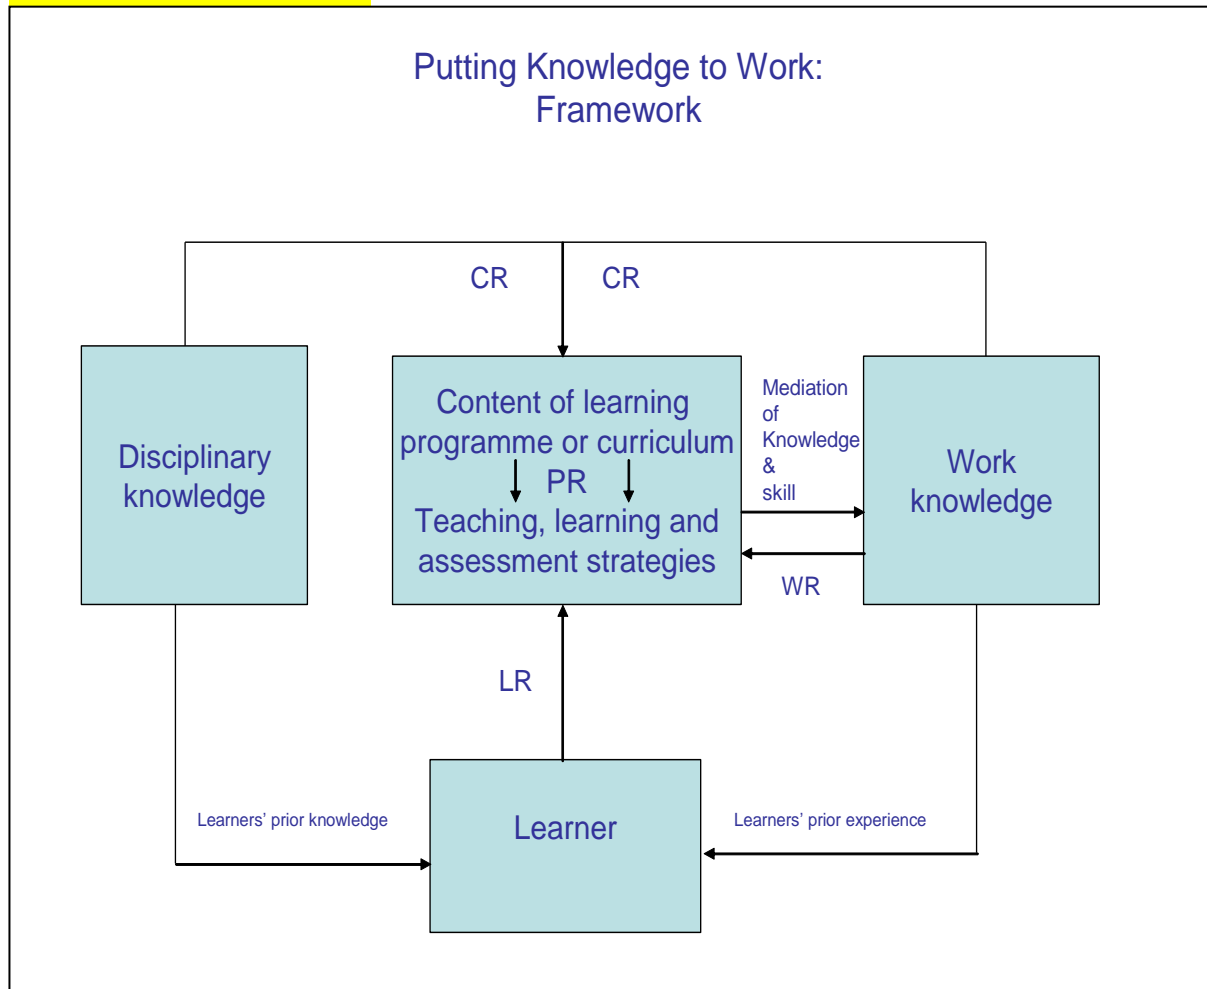 Putting Knowledge to Work:
Framework
CR
CR
Disciplinary
knowledge
Content of learning
programme or curriculum
PR
Teaching, learning and
assessment strategies
Mediation
of
Knowledge
&
skill
WR
Work
knowledge
LR
Learners’ prior knowledge
Learner
Learners’ prior experience